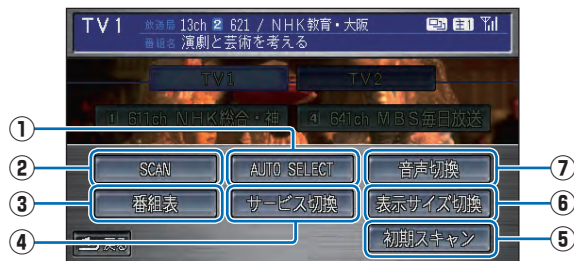 TV1 放送局 13ch 2 621 / NHK教育・大阪 主1
番組名 演劇と芸術を考える
TV1 TV2
1 611ch NHK総合・神 4 641ch MBS毎日放送
①
② SCAN AUTO SELECT 音声切換 ⑦
③ 番組表 サービス切換 表示サイズ切換 ⑥
④ 戻る 初期スキャン ⑤